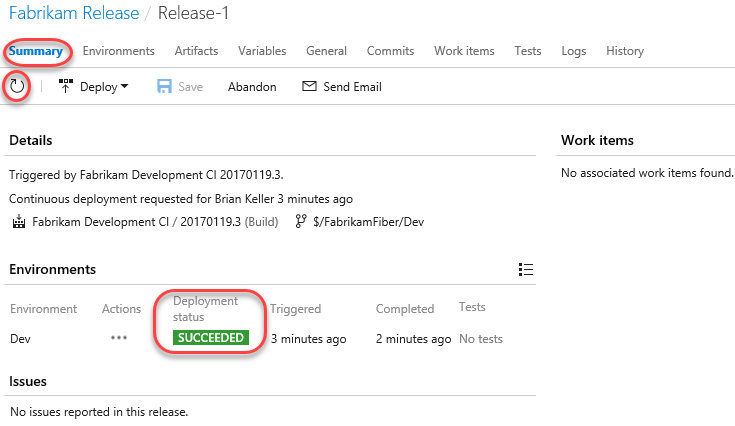 Fabrikam Release / Release-1
Summary Environments Artifacts Variables General Commits Work items Tests Logs History
Deploy Save Abandon Send Email
Details
Work items
Triggered by Fabrikam Development CI 20170119.3.
No associated work items found.
Continuous deployment requested for Brian Keller 3 minutes ago
Fabrikam Development CI / 20170119.3 (Build) $/FabrikamFiber/Dev
Environments
Environment Actions Deployment status Triggered Completed Tests
Dev SUCCEEDED 3 minutes ago 2 minutes ago No tests
Issues
No issues reported in this release.